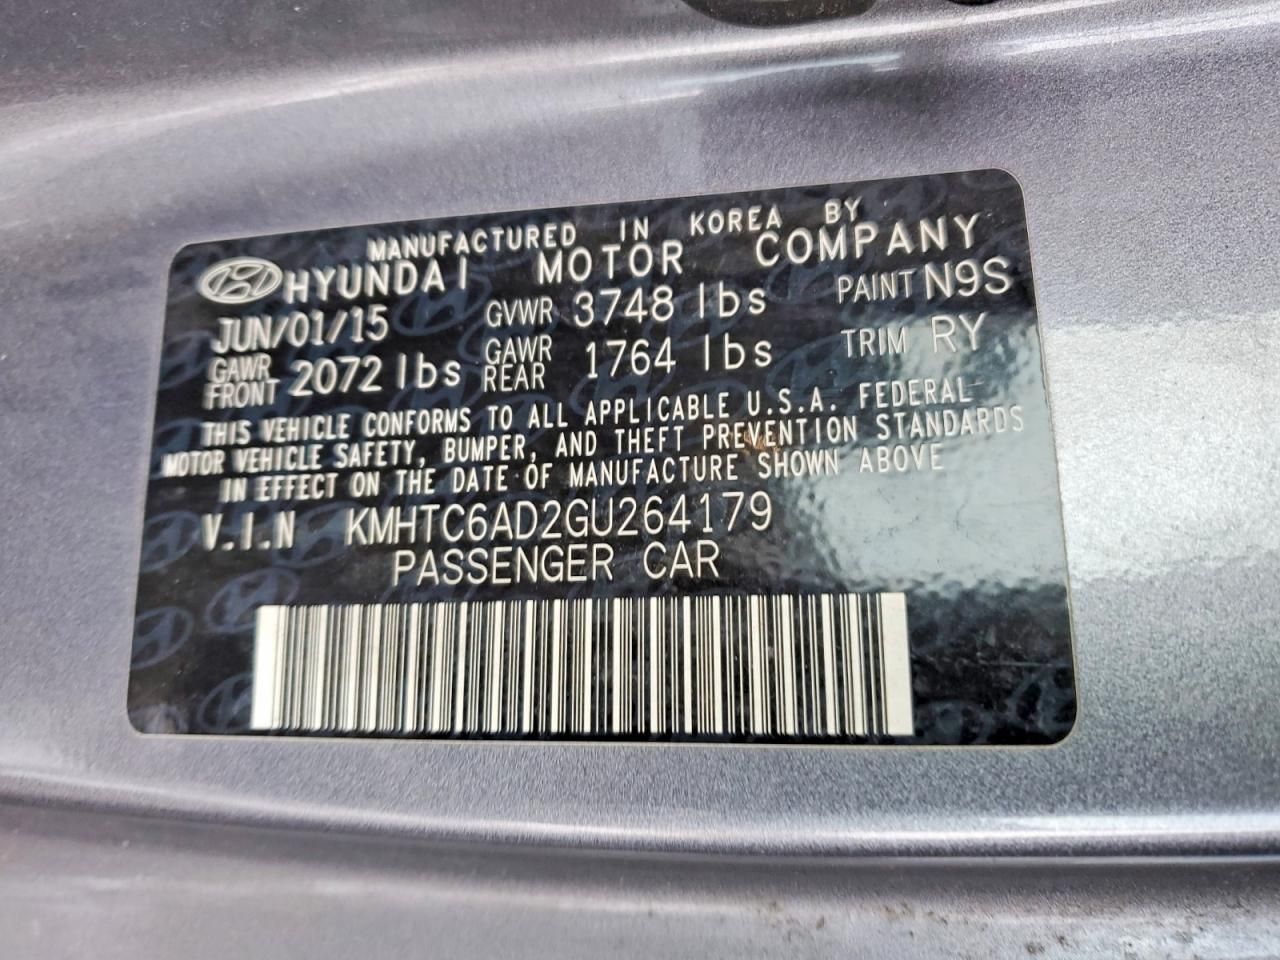 MANUFACTURED IN KOREA BY
HYUNDAI MOTOR COMPANY
JUN/01/15 GVWR 3748 lbs PAINT N9S
GAWR FRONT 2072 lbs GAWR REAR 1764 lbs TRIM RY
THIS VEHICLE CONFORMS TO ALL APPLICABLE U.S.A. FEDERAL
MOTOR VEHICLE SAFETY, BUMPER, AND THEFT PREVENTION STANDARDS
IN EFFECT ON THE DATE OF MANUFACTURE SHOWN ABOVE
V.I.N KMHTC6AD2GU264179
PASSENGER CAR